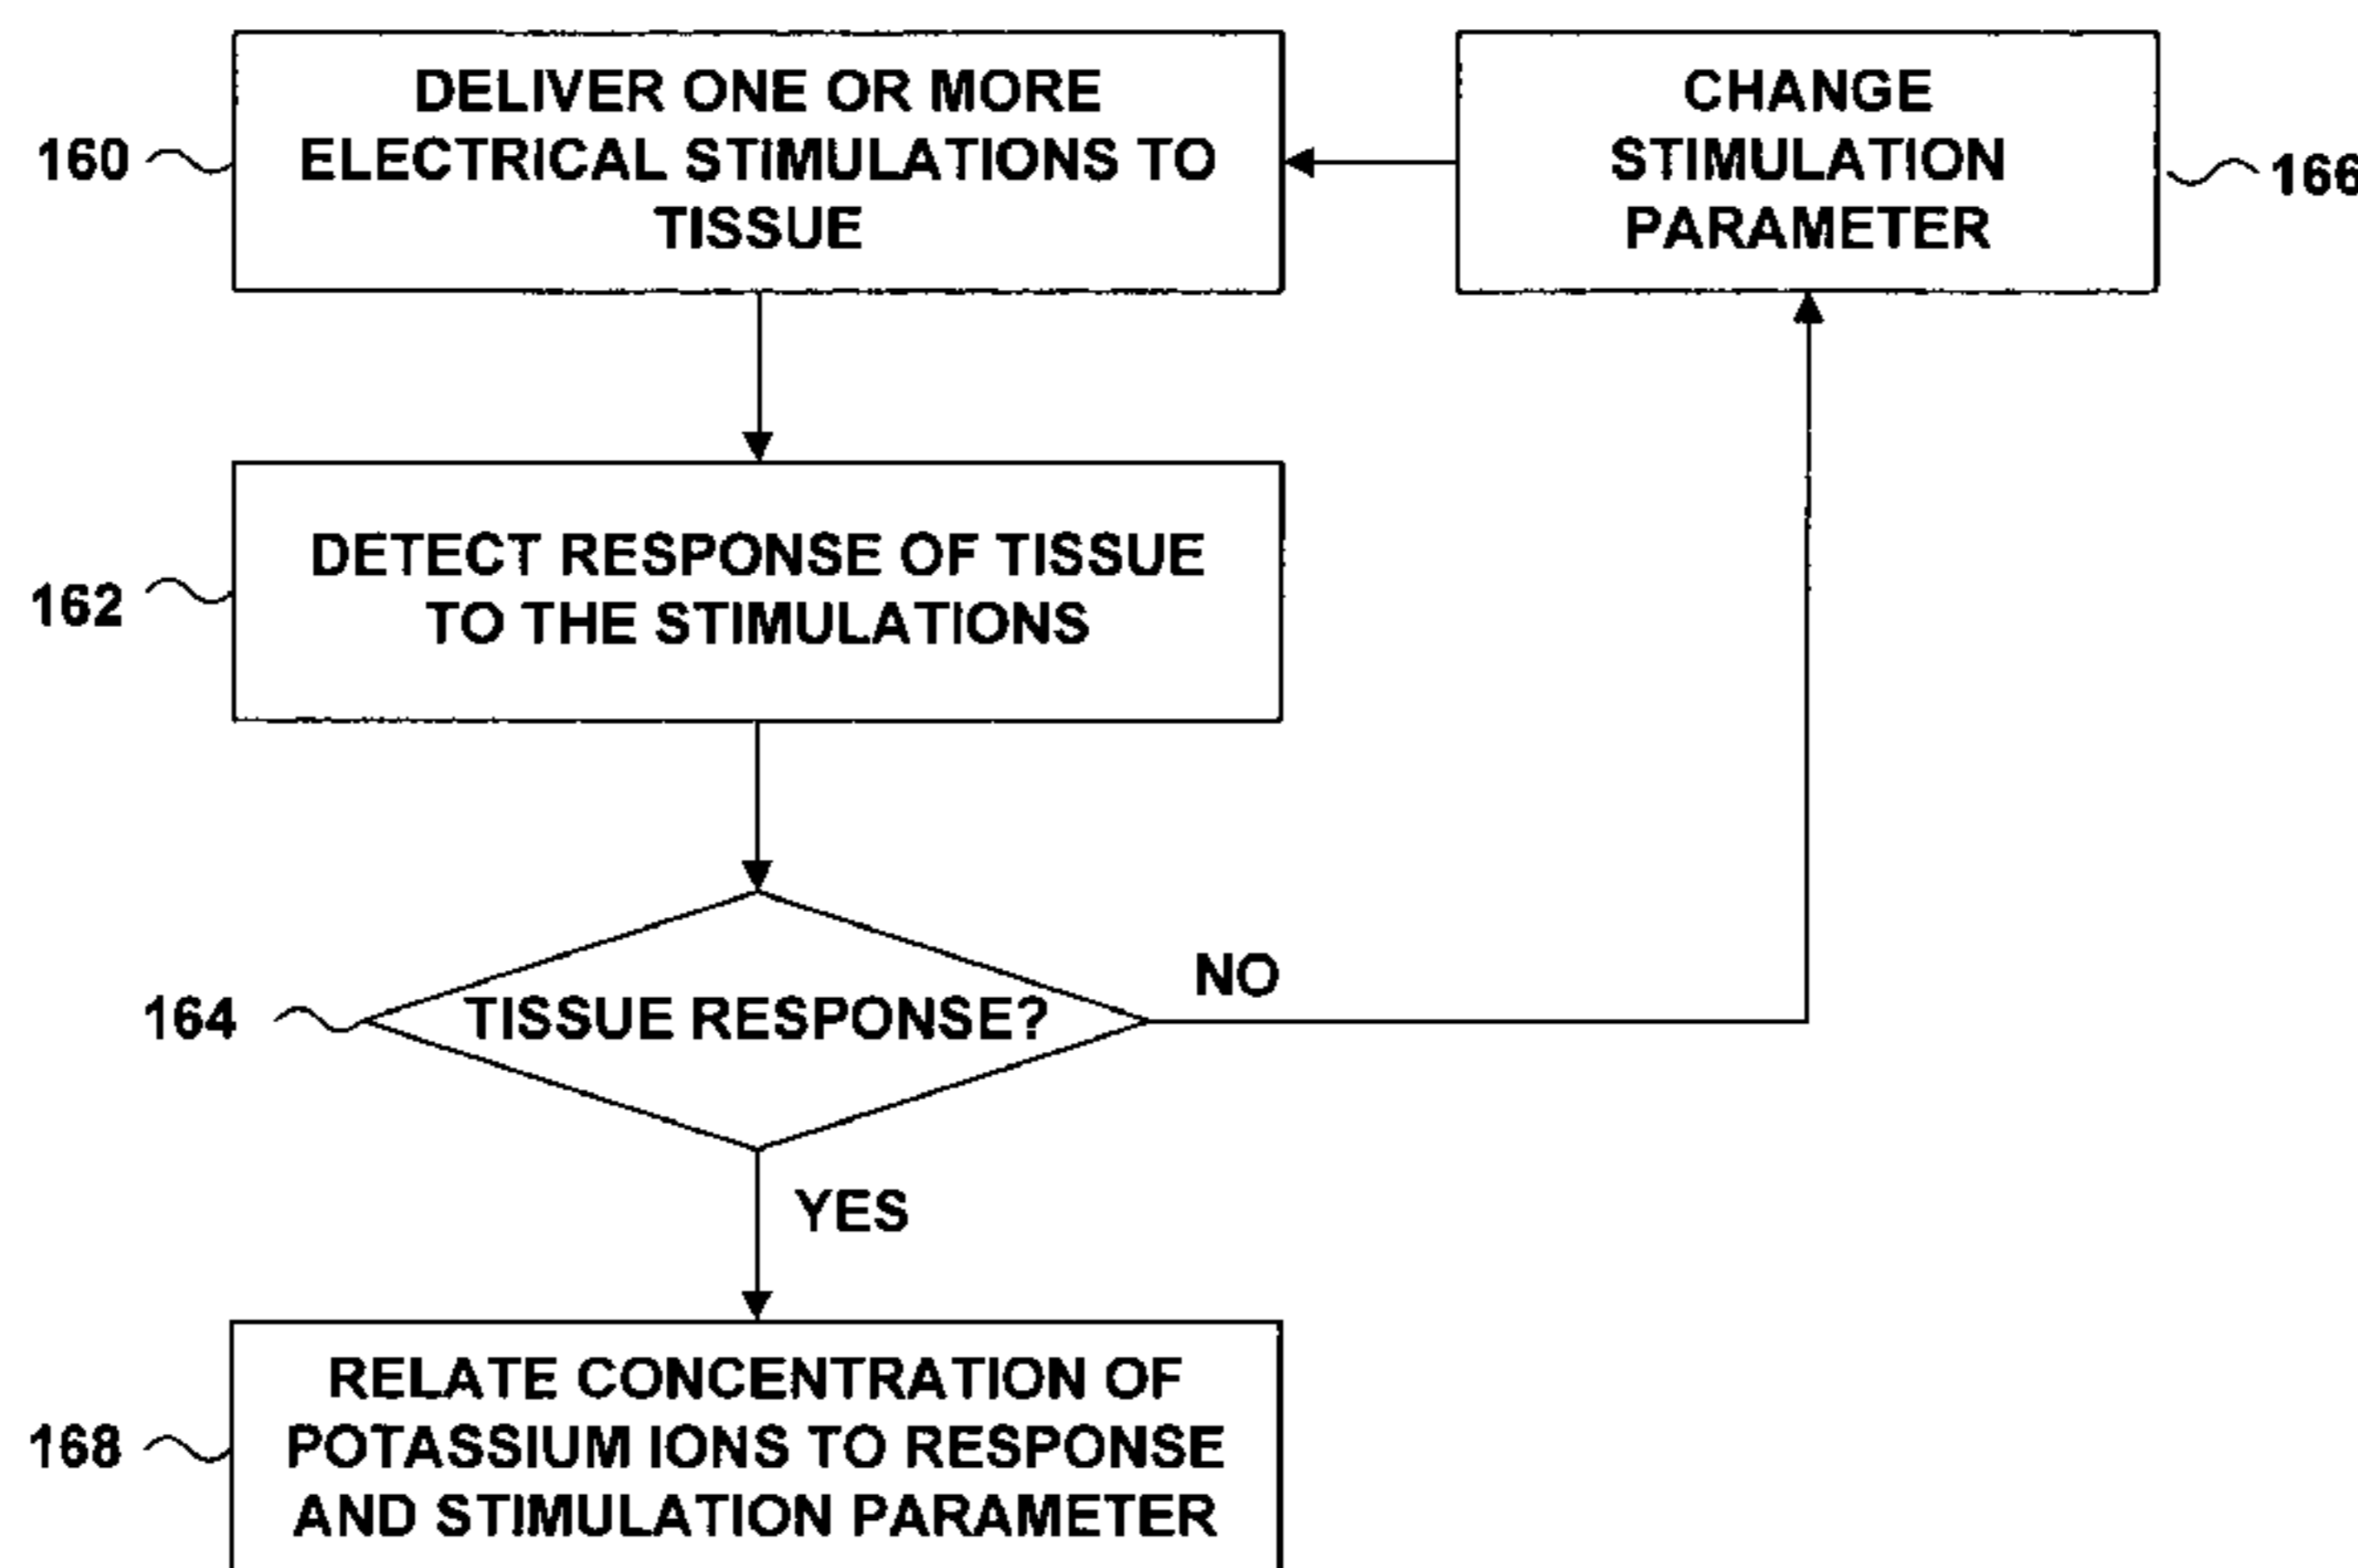 160
DELIVER ONE OR MORE
ELECTRICAL STIMULATIONS TO
TISSUE
CHANGE
STIMULATION
PARAMETER
166
162
DETECT RESPONSE OF TISSUE
TO THE STIMULATIONS
164
TISSUE RESPONSE?
NO
YES
168
RELATE CONCENTRATION OF
POTASSIUM IONS TO RESPONSE
AND STIMULATION PARAMETER